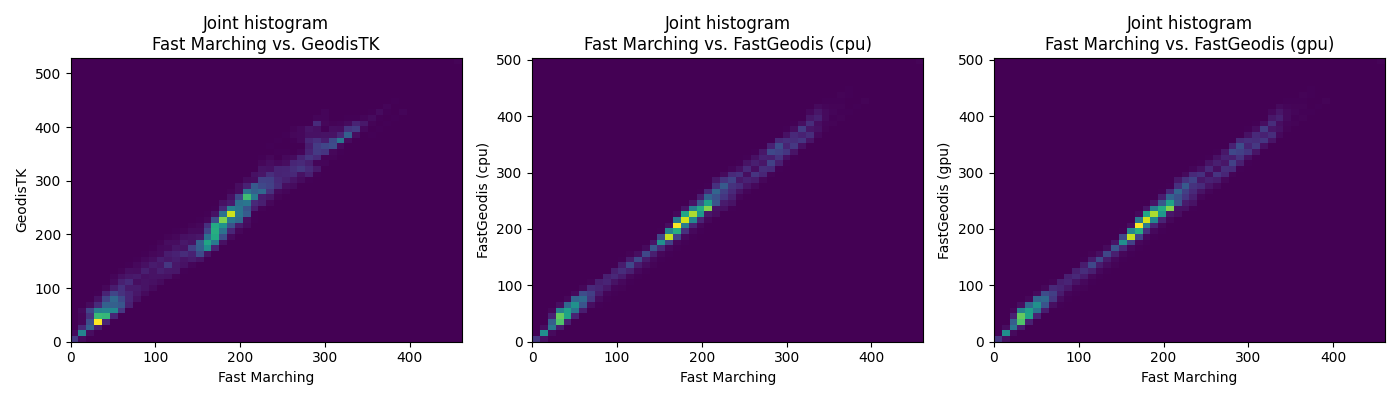 Joint histogram
Fast Marching vs. GeodisTK
500
400
300
200
100
0
GeodisTK
0 100 200 300 400
Fast Marching
Joint histogram
Fast Marching vs. FastGeodis (cpu)
500
400
300
200
100
0
FastGeodis (cpu)
0 100 200 300 400
Fast Marching
Joint histogram
Fast Marching vs. FastGeodis (gpu)
500
400
300
200
100
0
FastGeodis (gpu)
0 100 200 300 400
Fast Marching